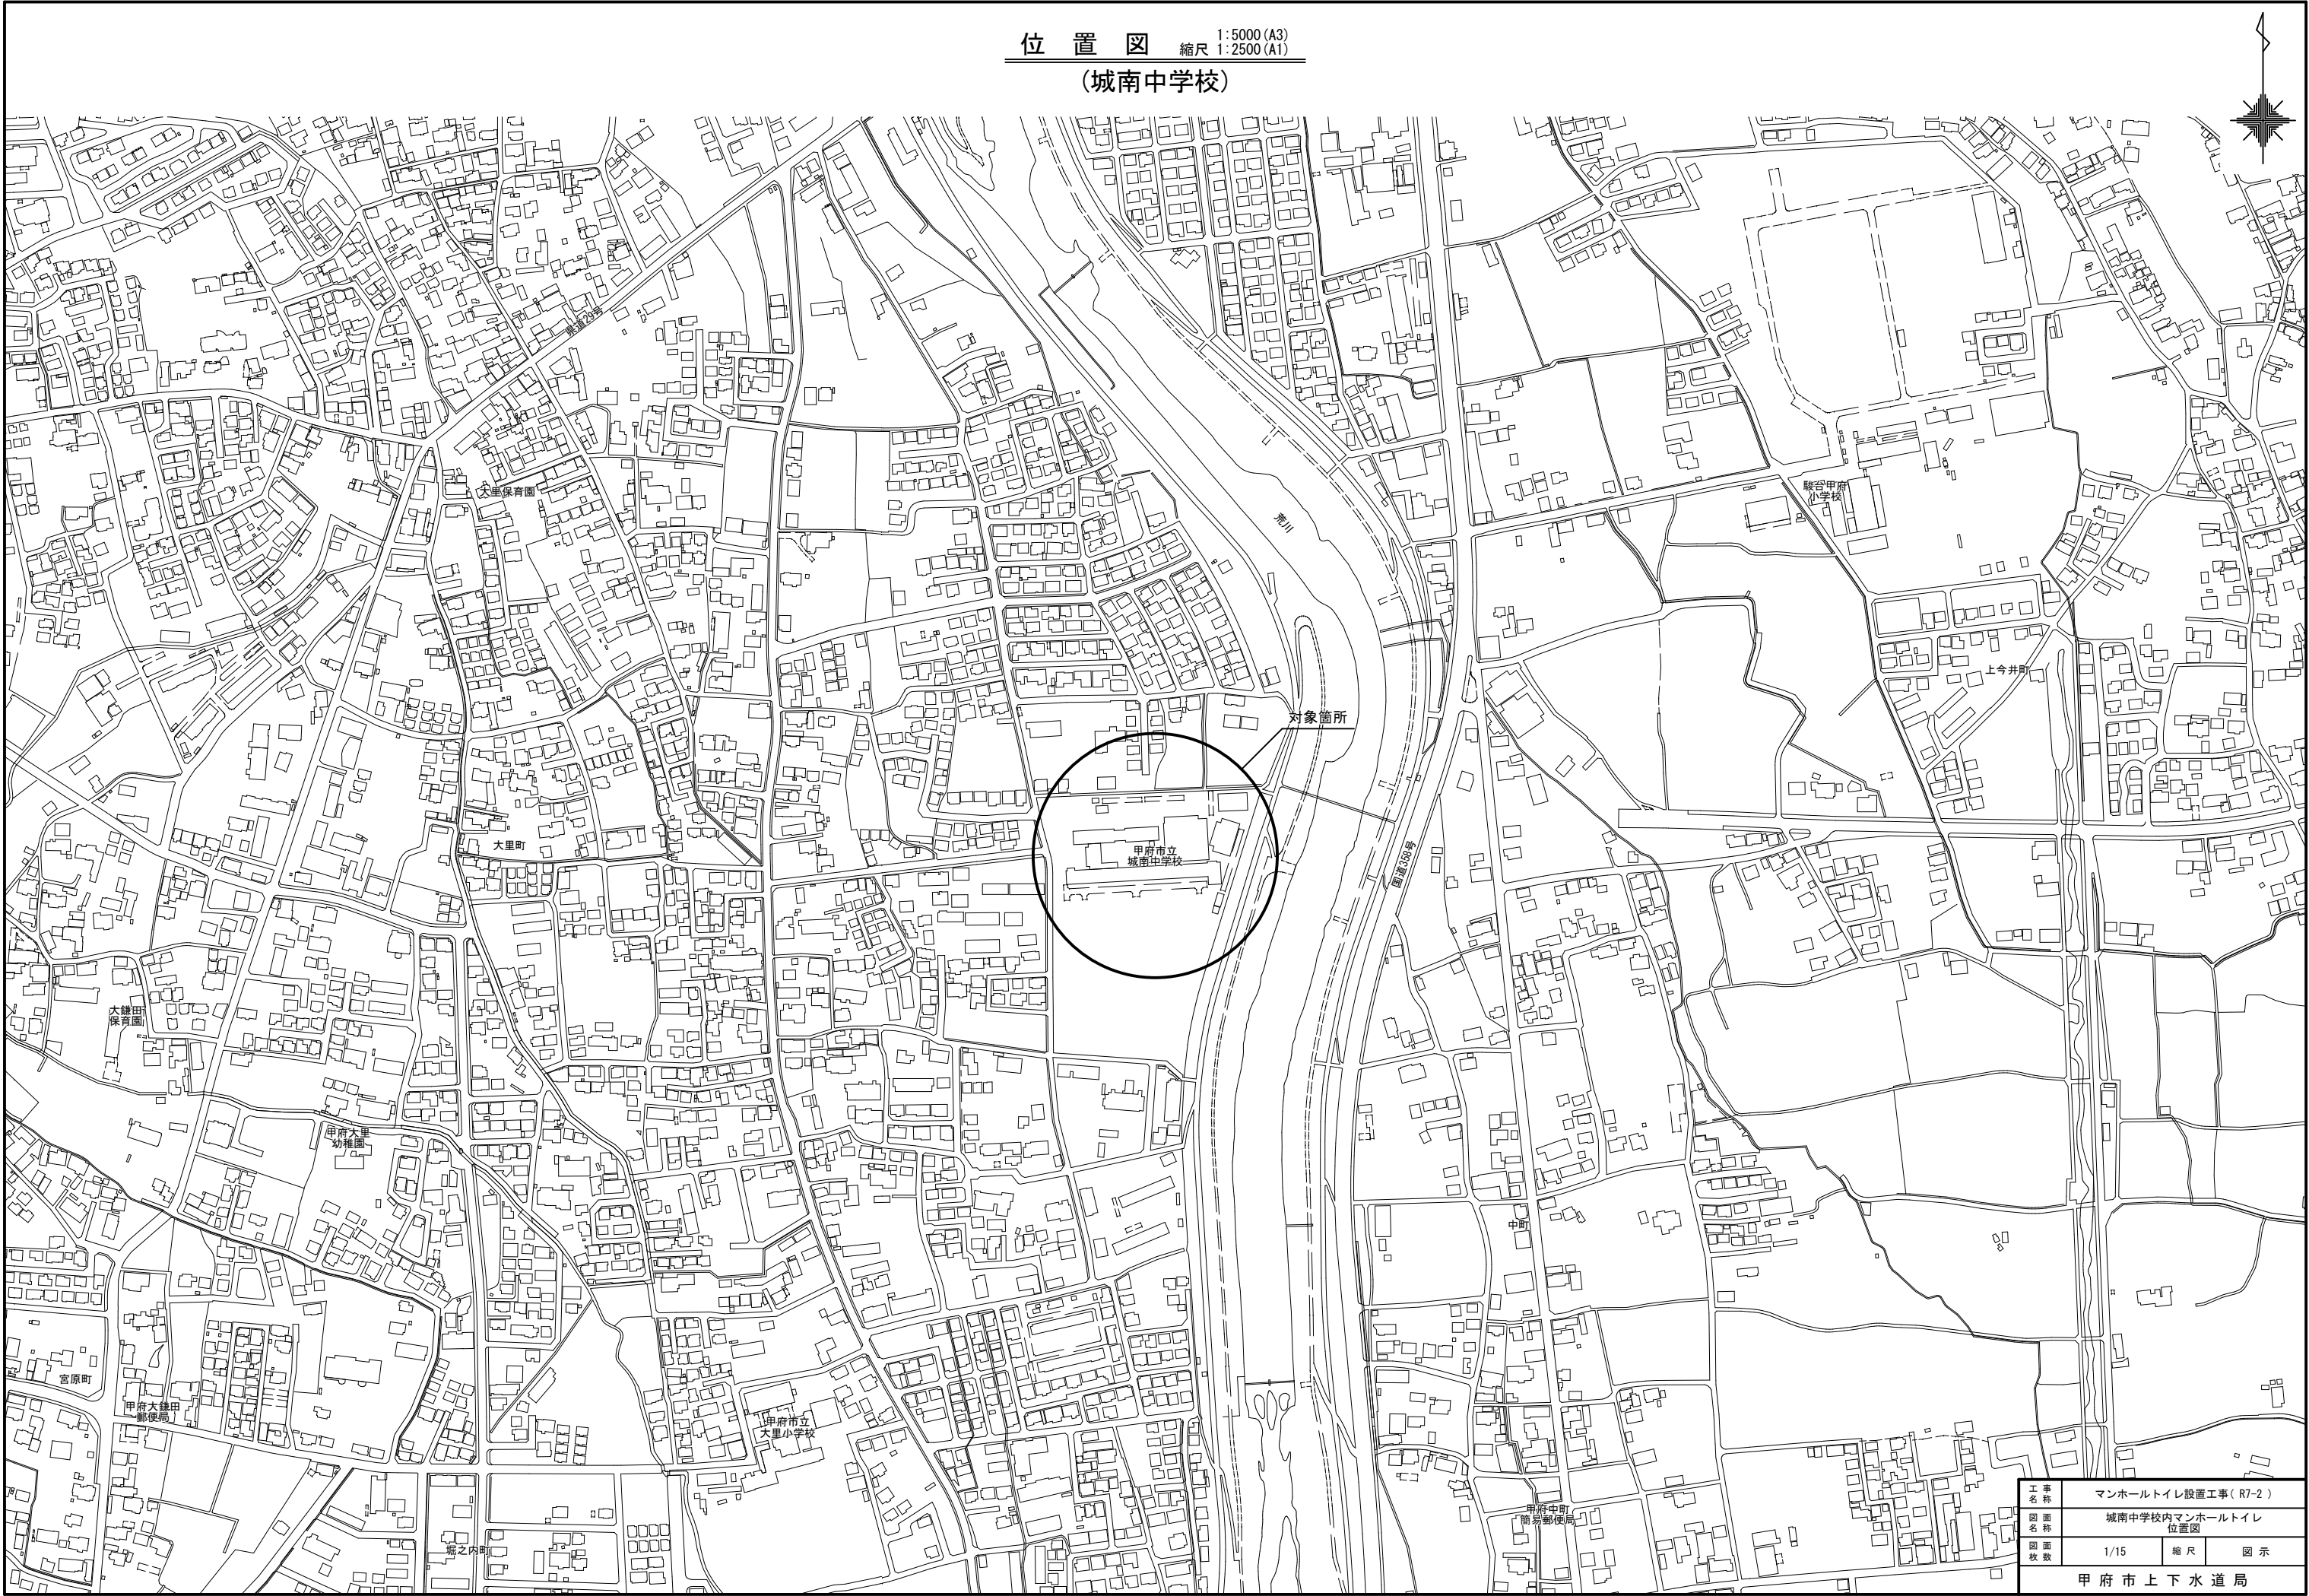 位 置 図 縮尺 1:5000(A3)
1:2500(A1)
(城南中学校)
県道29号
大里保育園
荒川
駿台甲府
小学校
上今井町
対象箇所
大里町
甲府市立
城南中学校
国道358号
大鎌田
保育園
甲府大里
幼稚園
中町
宮原町
甲府大鎌田
郵便局
甲府市立
大里小学校
甲府中町
簡易郵便局
堀之内町
工事
名称
マンホールトイレ設置工事( R7-2 )
図面
名称
城南中学校内マンホールトイレ
位置図
図面
枚数
1/15
縮尺
図示
甲府市上下水道局